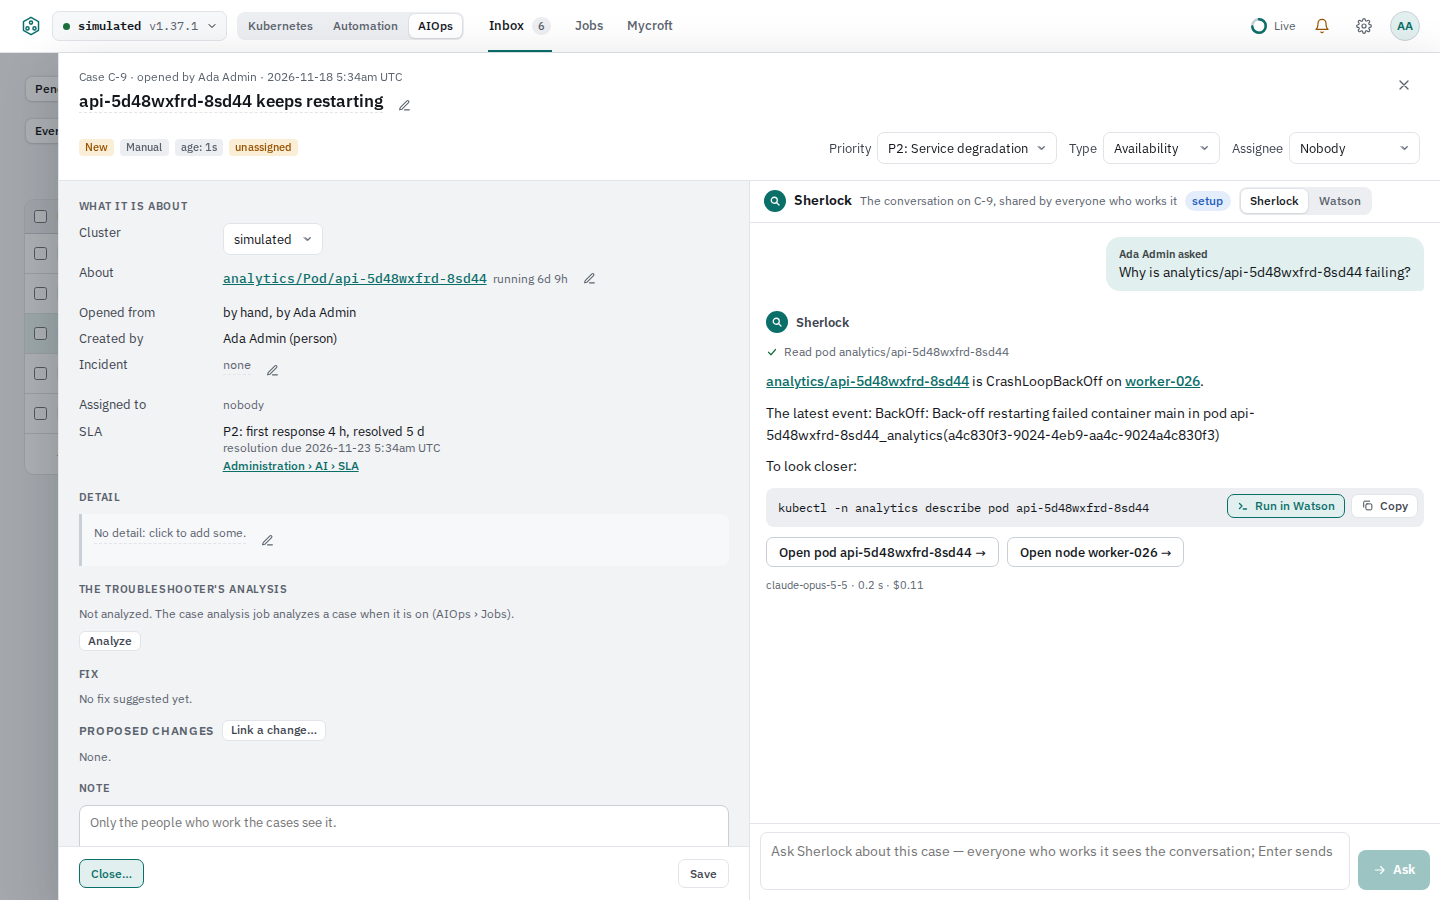 simulated v1.37.1
Kubernetes Automation AIOps
Inbox 6 Jobs Mycroft
Live
AA
Case C-9 · opened by Ada Admin · 2026-11-18 5:34am UTC
api-5d48wxfrd-8sd44 keeps restarting
New Manual age: 1s unassigned
Priority P2: Service degradation Type Availability Assignee Nobody
WHAT IT IS ABOUT
Cluster simulated
About analytics/Pod/api-5d48wxfrd-8sd44 running 6d 9h
Opened from by hand, by Ada Admin
Created by Ada Admin (person)
Incident none
Assigned to nobody
SLA P2: first response 4 h, resolved 5 d
resolution due 2026-11-23 5:34am UTC
Administration › AI › SLA
DETAIL
No detail: click to add some.
THE TROUBLESHOOTER'S ANALYSIS
Not analyzed. The case analysis job analyzes a case when it is on (AIOps › Jobs).
Analyze
FIX
No fix suggested yet.
PROPOSED CHANGES Link a change...
None.
NOTE
Only the people who work the cases see it.
Close... Save
Sherlock The conversation on C-9, shared by everyone who works it setup Sherlock Watson
Ada Admin asked
Why is analytics/api-5d48wxfrd-8sd44 failing?
Sherlock
Read pod analytics/api-5d48wxfrd-8sd44
analytics/api-5d48wxfrd-8sd44 is CrashLoopBackOff on worker-026.
The latest event: BackOff: Back-off restarting failed container main in pod api-
5d48wxfrd-8sd44_analytics(a4c830f3-9024-4eb9-aa4c-9024a4c830f3)
To look closer:
kubectl -n analytics describe pod api-5d48wxfrd-8sd44 Run in Watson Copy
Open pod api-5d48wxfrd-8sd44 → Open node worker-026 →
claude-opus-5-5 · 0.2 s · $0.11
Ask Sherlock about this case — everyone who works it sees the conversation; Enter sends
→ Ask